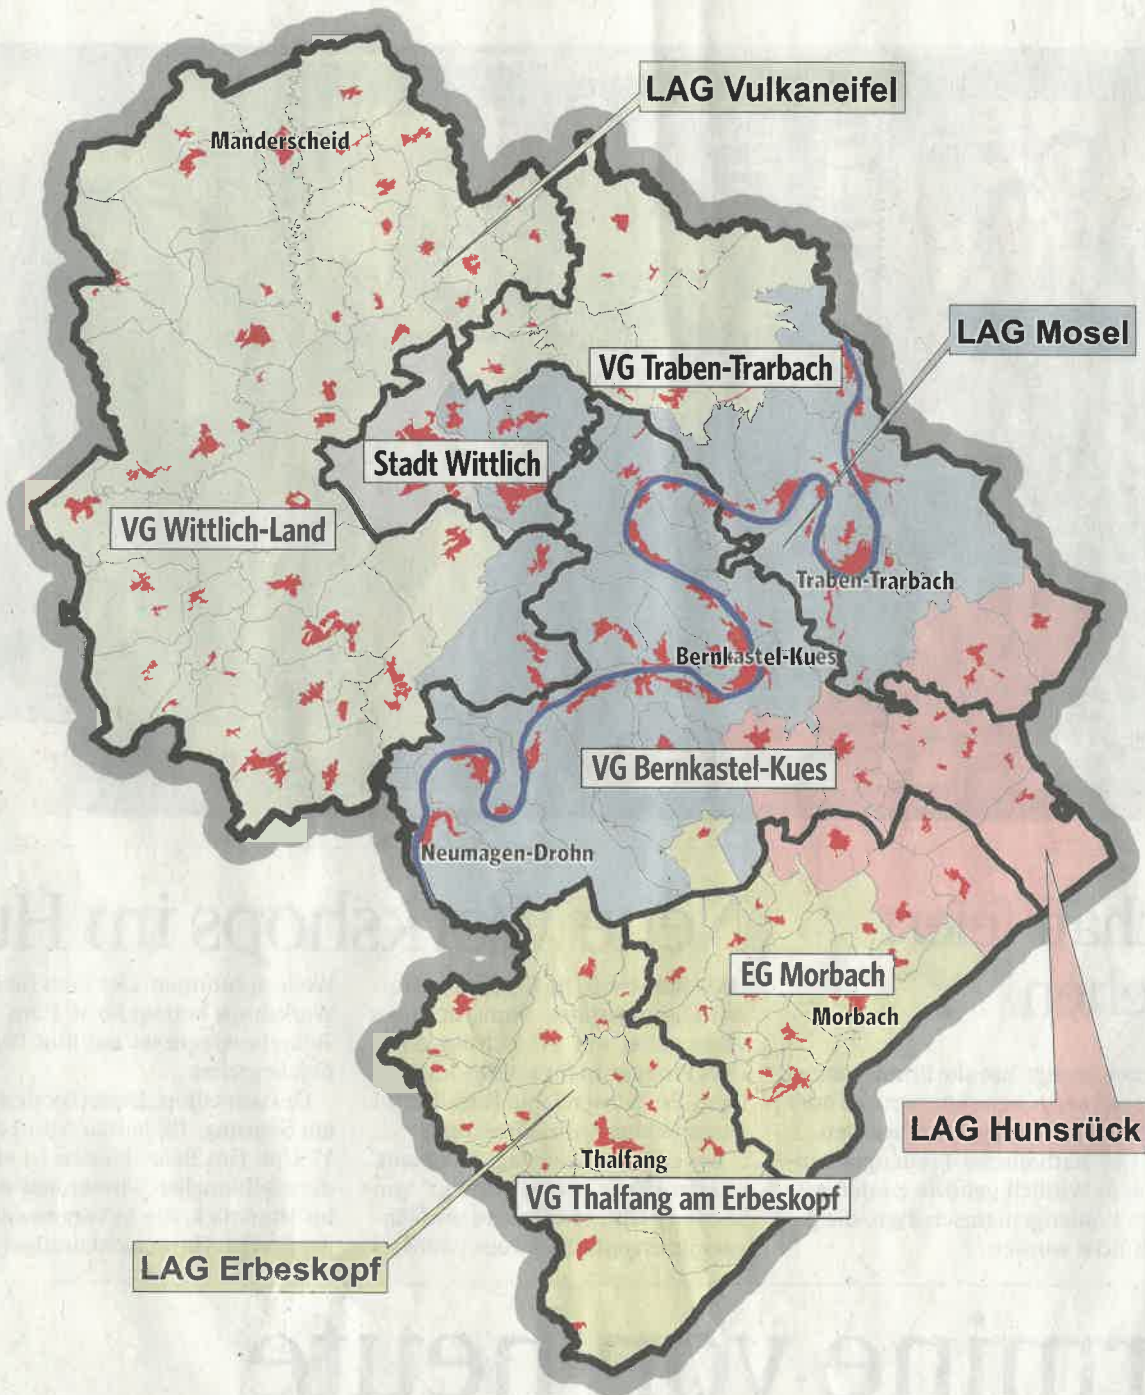 LAG Vulkaneifel
Manderscheid
LAG Mosel
VG Traben-Trarbach
Stadt Wittlich
VG Wittlich-Land
Traben-Trarbach
Bernkastel-Kues
VG Bernkastel-Kues
Neumagen-Drohn
EG Morbach
Morbach
LAG Hunsrück
Thalfang
VG Thalfang am Erbeskopf
LAG Erbeskopf